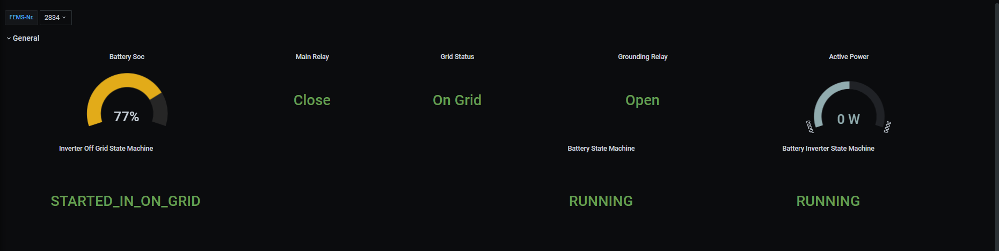 FEMS-Nr. 2834
General
Battery Soc
Main Relay
Grid Status
Grounding Relay
Active Power
77%
Close
On Grid
Open
0 W
3000
Inverter Off Grid State Machine
Battery State Machine
Battery Inverter State Machine
STARTED_IN_ON_GRID
RUNNING
RUNNING